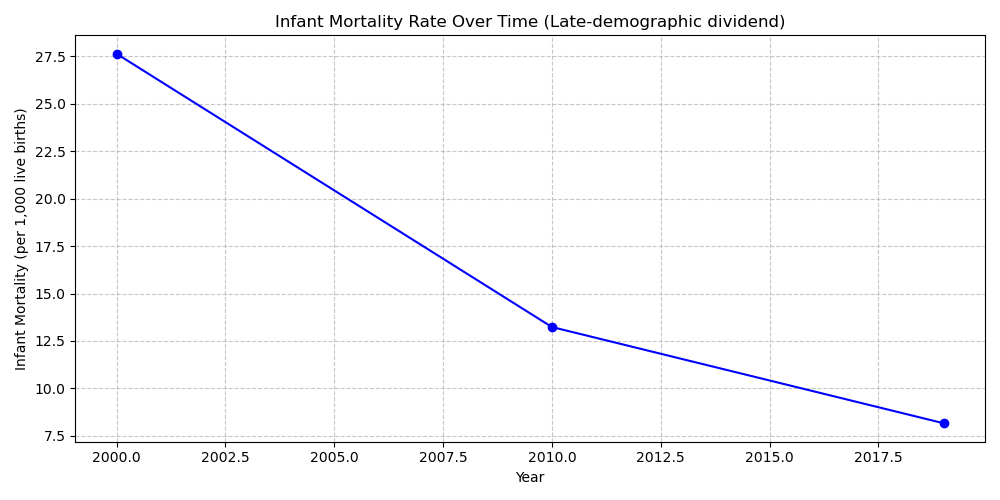 Infant Mortality Rate Over Time (Late-demographic dividend)
Infant Mortality (per 1,000 live births)
27.5
25.0
22.5
20.0
17.5
15.0
12.5
10.0
7.5
2000.0 2002.5 2005.0 2007.5 2010.0 2012.5 2015.0 2017.5
Year